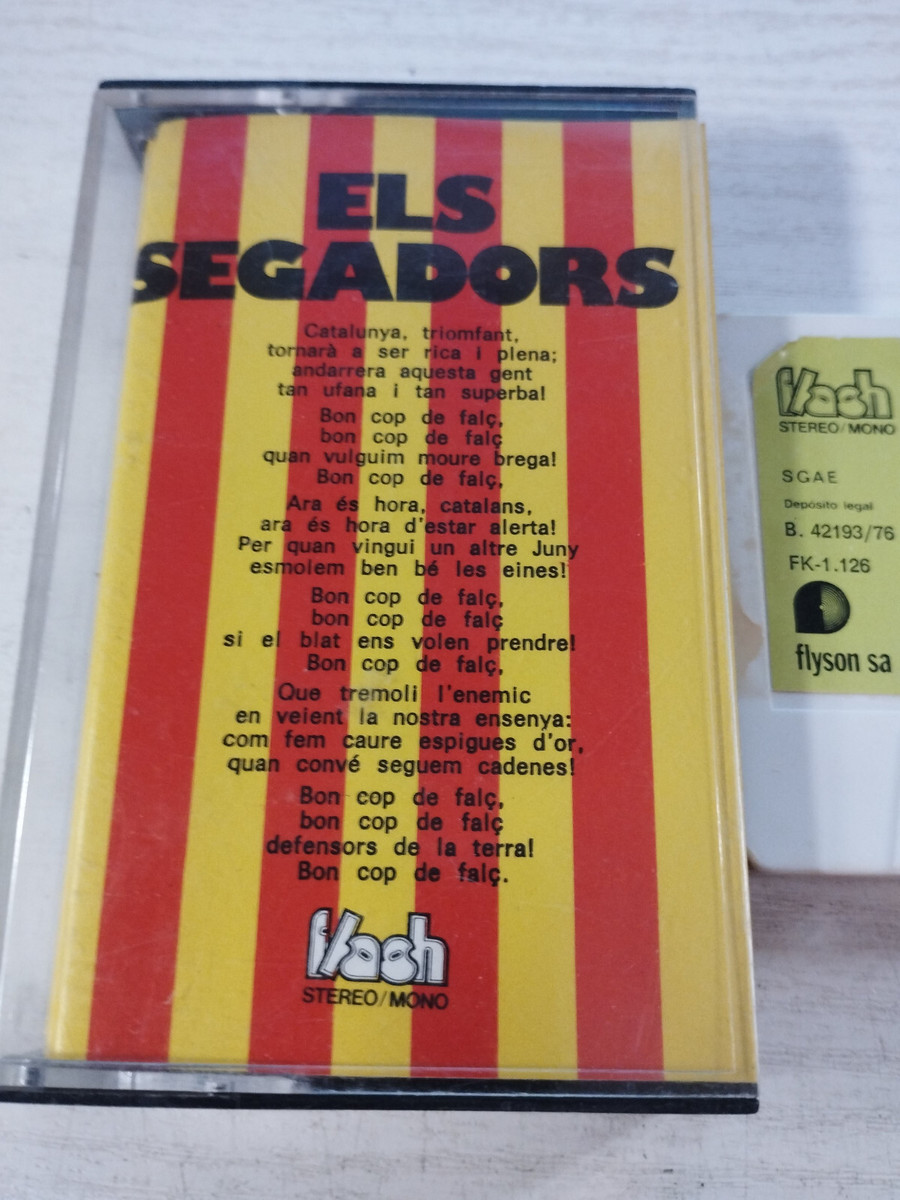 ELS
SEGADORS
Catalunya, triomfant,
tornarà a ser rica i plena;
andarrera aquesta gent
tan ufana i tan superba!
Bon cop de falç,
bon cop de falç
quan vulguim moure brega!
Bon cop de falç,
Ara és hora, catalans,
ara és hora d'estar alerta!
Per quan vingui un altre Juny
esmolem ben bé les eines!
Bon cop de falç,
bon cop de falç
si el blat ens volen prendre!
Bon cop de falç,
Que tremoli l'enemic
en veient la nostra ensenya:
com fem caure espigues d'or,
quan convé seguem cadenes!
Bon cop de falç,
bon cop de falç
defensors de la terra!
Bon cop de falç.
flash
STEREO/MONO
flash
STEREO/MONO
SGAE
Depósito legal
B. 42193/76
FK-1.126
flyson sa